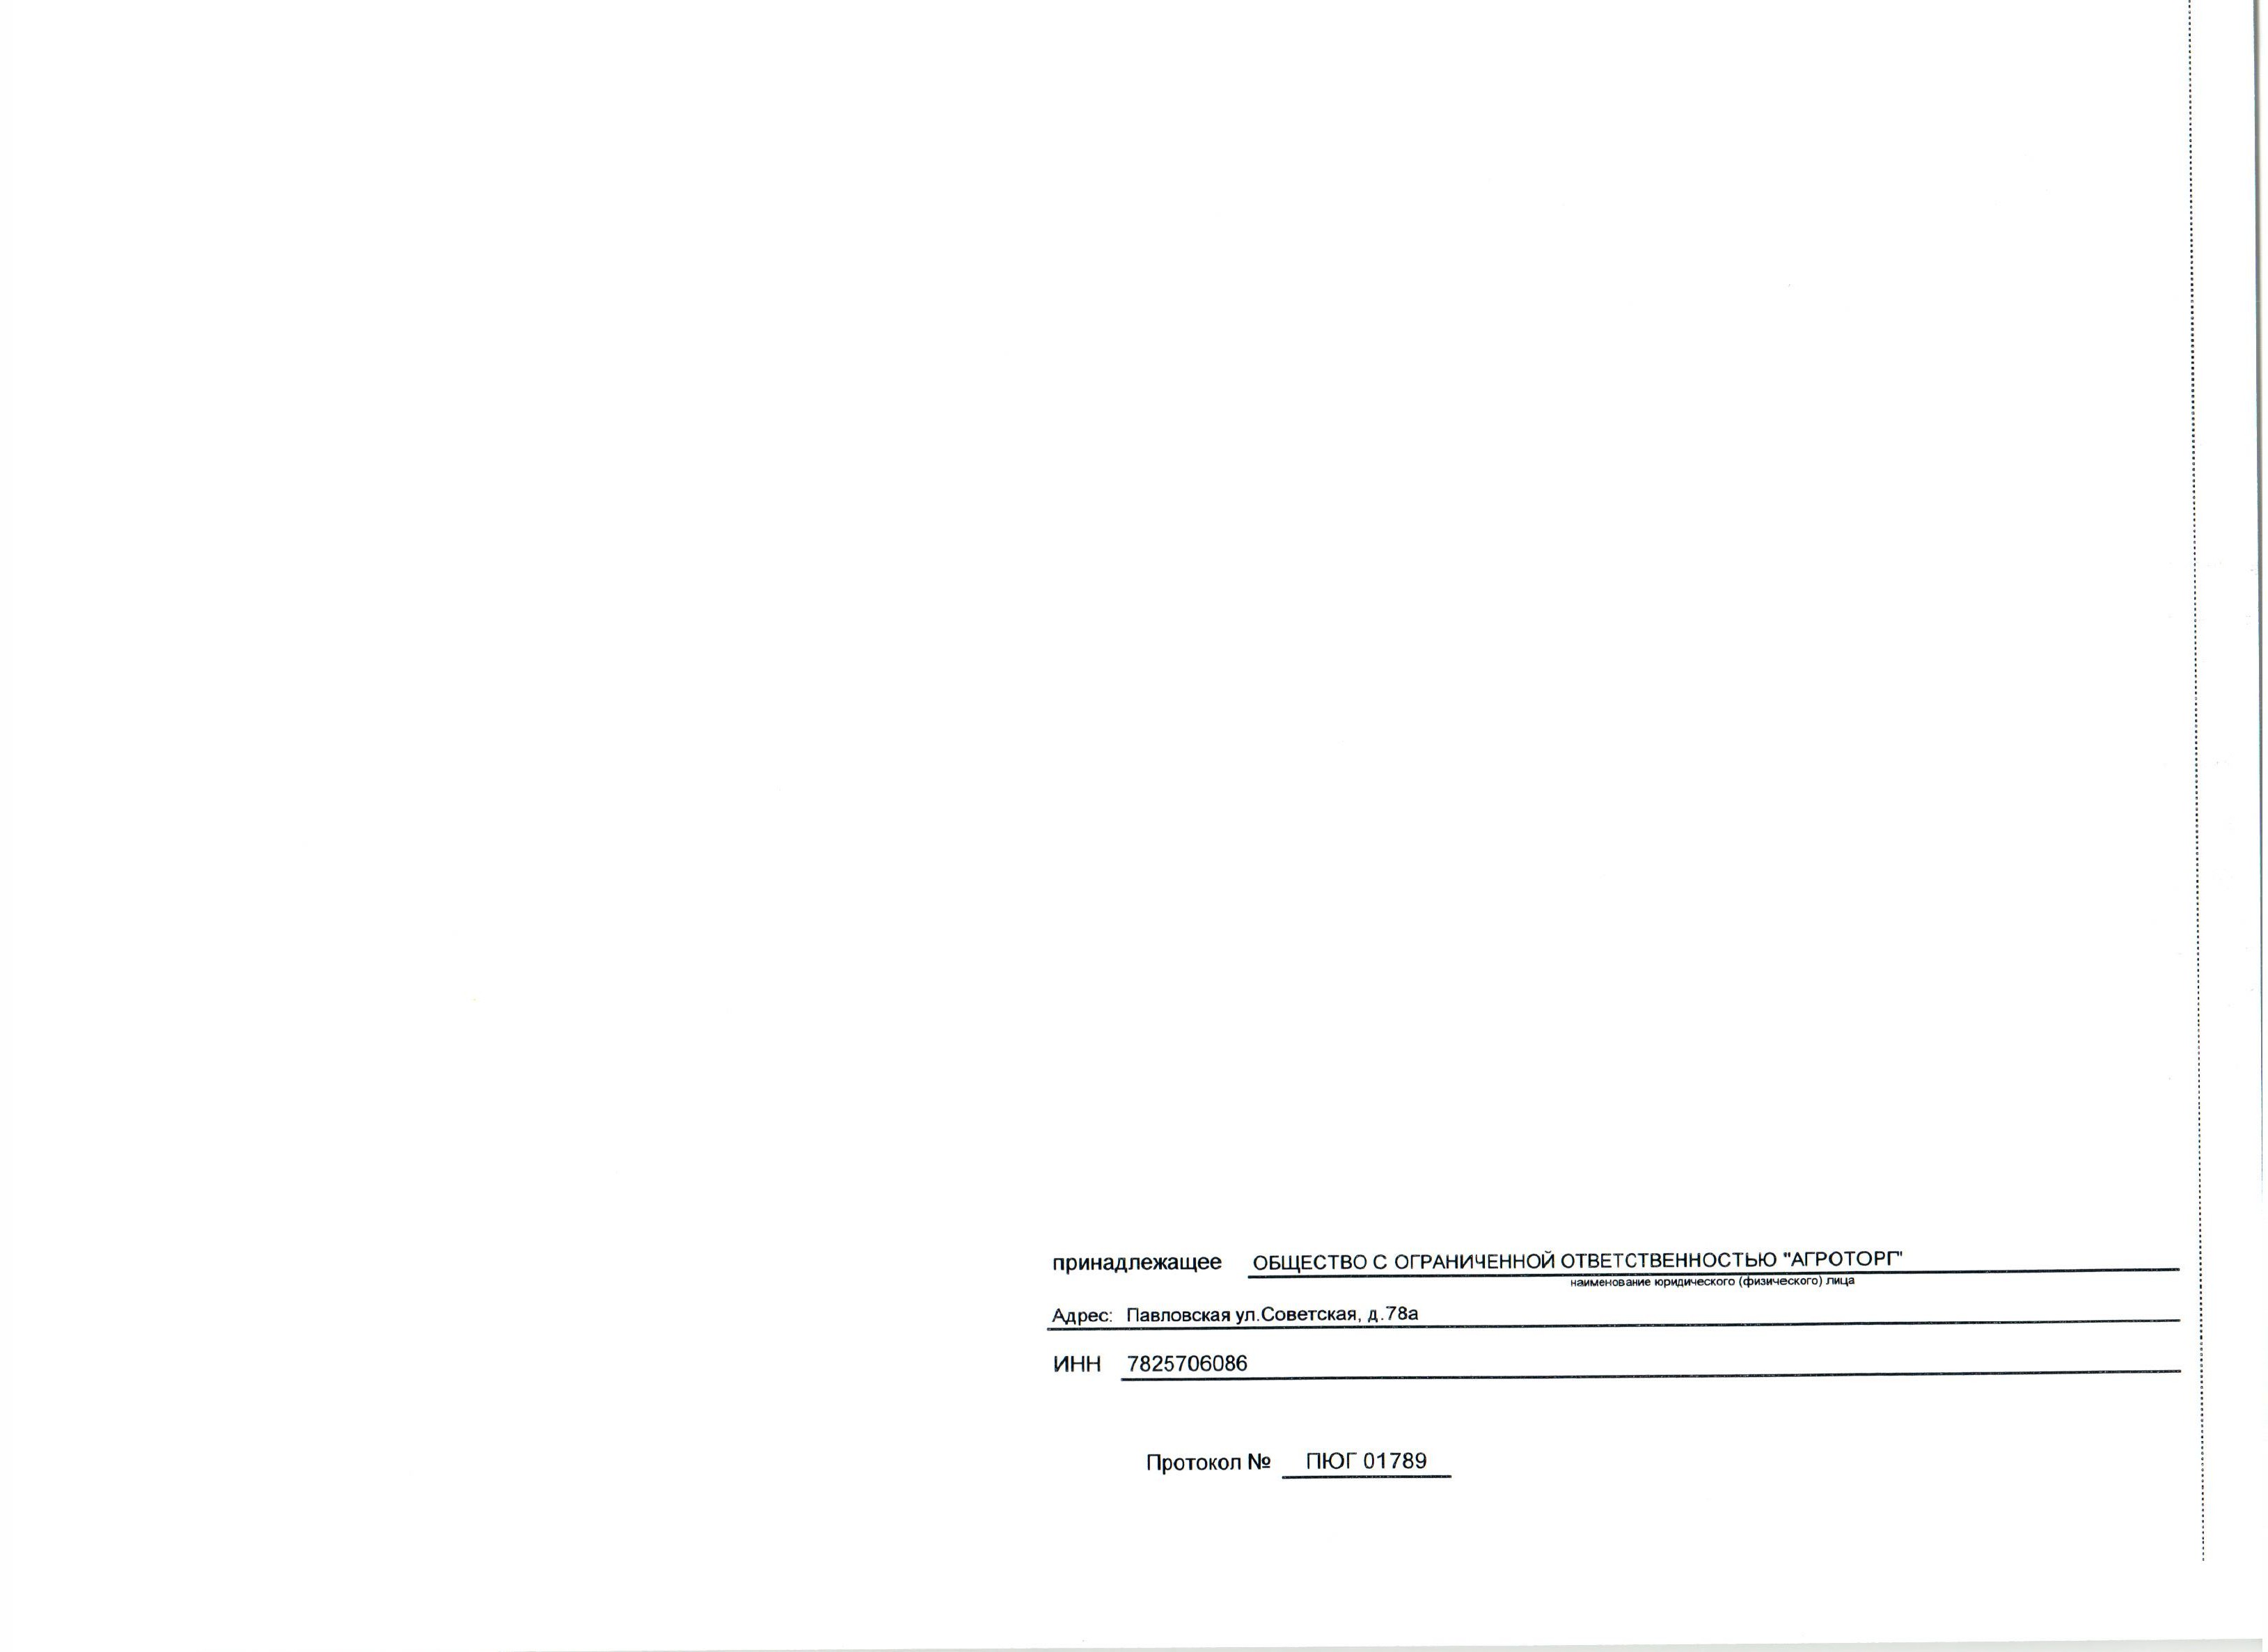 принадлежащее ОБЩЕСТВО С ОГРАНИЧЕННОЙ ОТВЕТСТВЕННОСТЬЮ "АГРОТОРГ"
наименование юридического (физического) лица
Адрес: Павловская ул.Советская, д.78а
ИНН 7825706086
Протокол № ПЮГ 01789